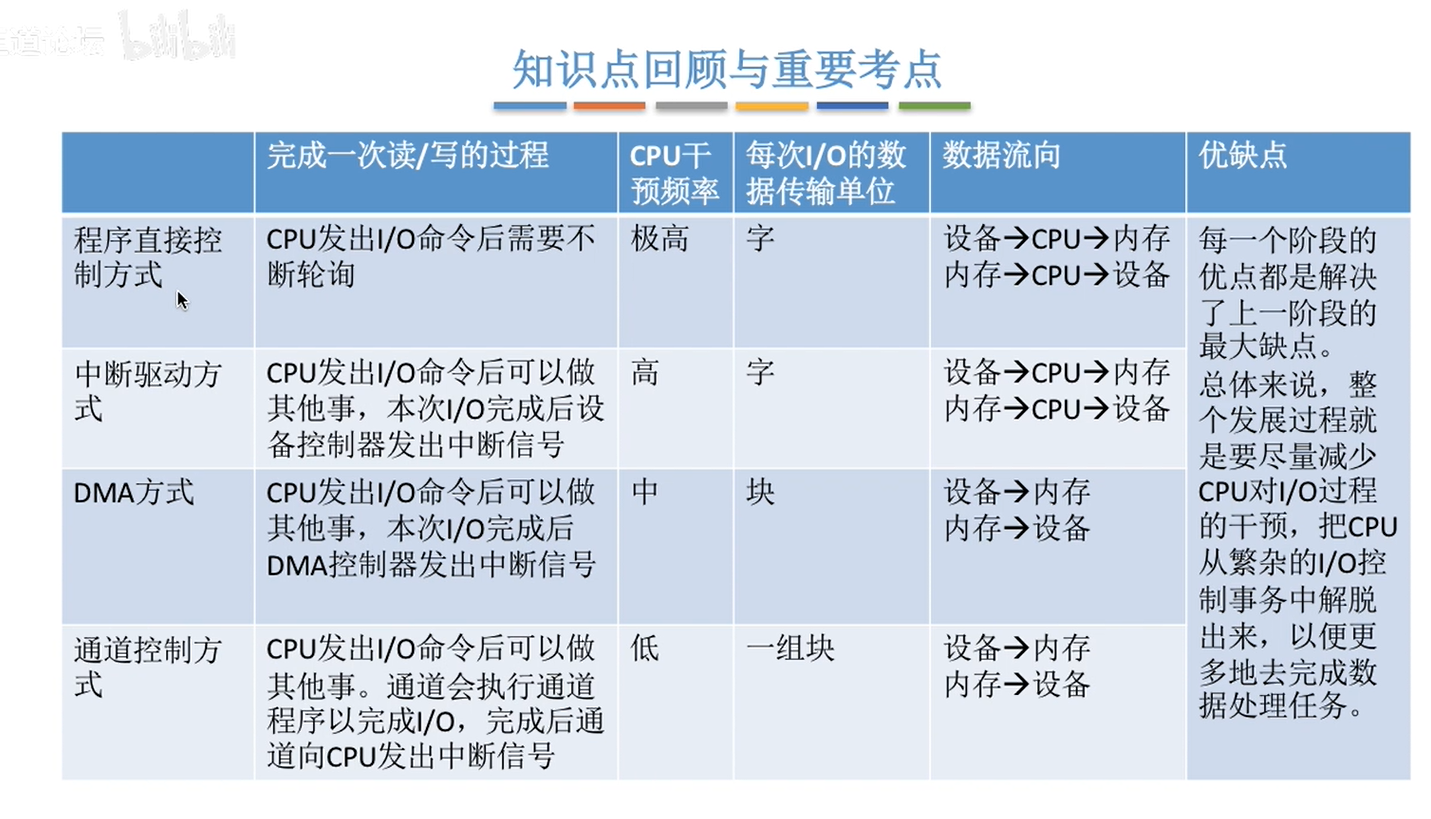 道论坛 bilibili
知识点回顾与重要考点
完成一次读/写的过程
CPU干
预频率
每次I/O的数
据传输单位
数据流向
优缺点
程序直接控
制方式
CPU发出I/O命令后需要不
断轮询
极高
字
设备→CPU→内存
内存→CPU→设备
中断驱动方
式
CPU发出I/O命令后可以做
其他事，本次I/O完成后设
备控制器发出中断信号
高
字
设备→CPU→内存
内存→CPU→设备
DMA方式
CPU发出I/O命令后可以做
其他事，本次I/O完成后
DMA控制器发出中断信号
中
块
设备→内存
内存→设备
通道控制方
式
CPU发出I/O命令后可以做
其他事。通道会执行通道
程序以完成I/O，完成后通
道向CPU发出中断信号
低
一组块
设备→内存
内存→设备
每一个阶段的
优点都是解决
了上一阶段的
最大缺点。
总体来说，整
个发展过程就
是要尽量减少
CPU对I/O过程
的干预，把CPU
从繁杂的I/O控
制事务中解脱
出来，以便更
多地去完成数
据处理任务。